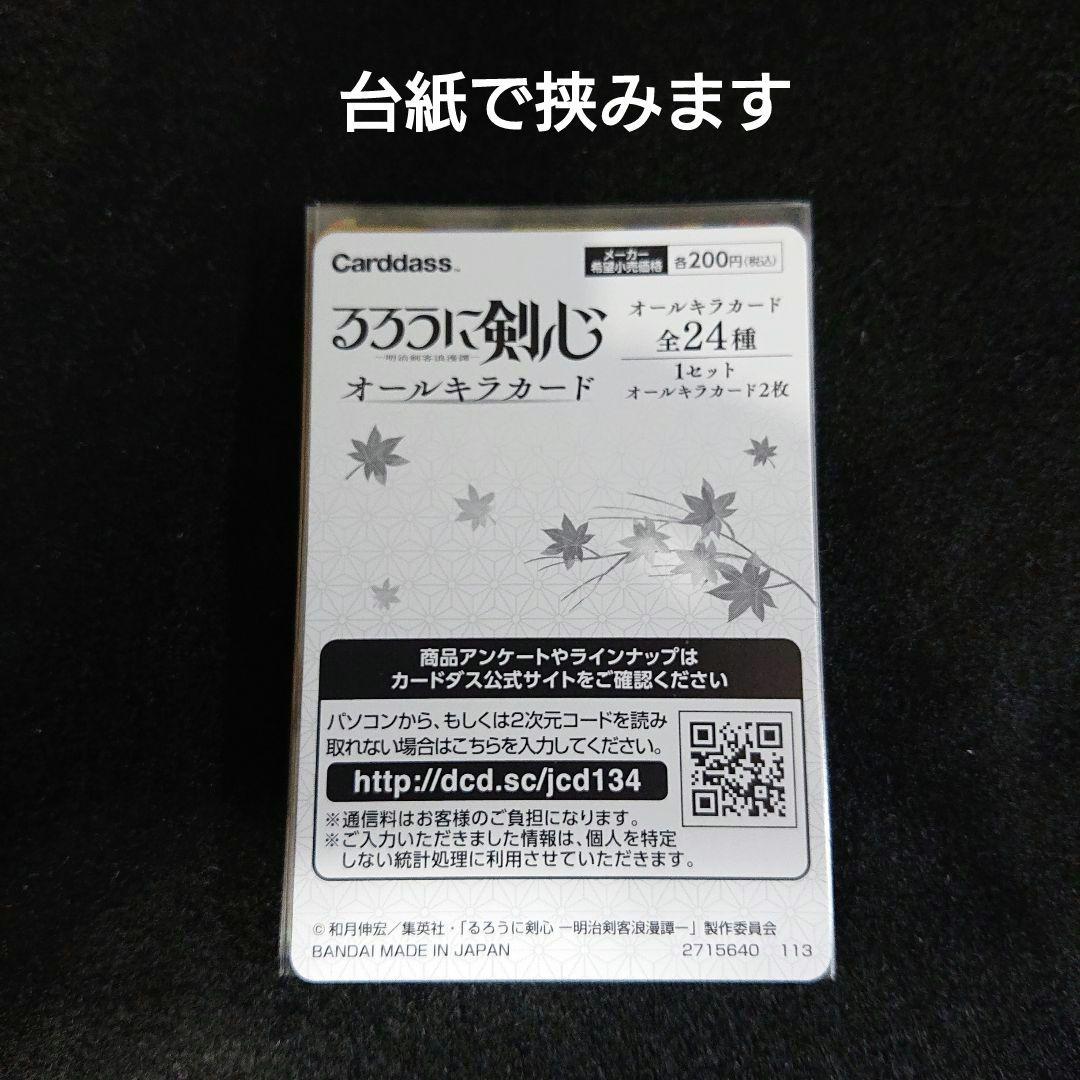 台紙で挟みます
Carddass™
メーカー
希望小売価格
各200円(税込)
るろうに剣心
―明治剣客浪漫譚―
オールキラカード
オールキラカード
全24種
1セット
オールキラカード2枚
商品アンケートやラインナップは
カードダス公式サイトをご確認ください
パソコンから、もしくは2次元コードを読み
取れない場合はこちらを入力してください。
http://dcd.sc/jcd134
※通信料はお客様のご負担になります。
※ご入力いただきました情報は、個人を特定
しない統計処理に利用させていただきます。
© 和月伸宏／集英社・「るろうに剣心 ―明治剣客浪漫譚―」製作委員会
BANDAI MADE IN JAPAN 2715640 113